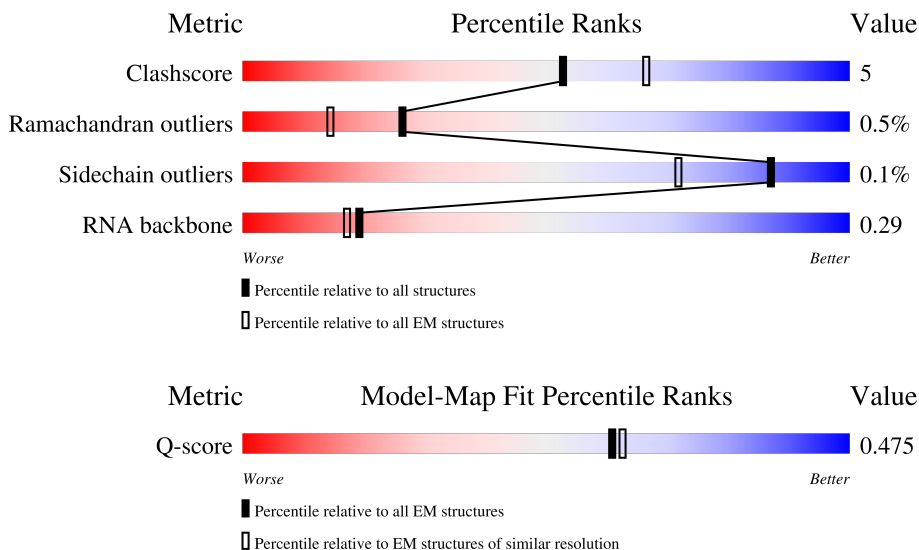 Metric Percentile Ranks Value
Clashscore 5
Ramachandran outliers 0.5%
Sidechain outliers 0.1%
RNA backbone 0.29
Worse Better
Percentile relative to all structures
Percentile relative to all EM structures
Metric Model-Map Fit Percentile Ranks Value
Q-score 0.475
Worse Better
Percentile relative to all EM structures
Percentile relative to EM structures of similar resolution